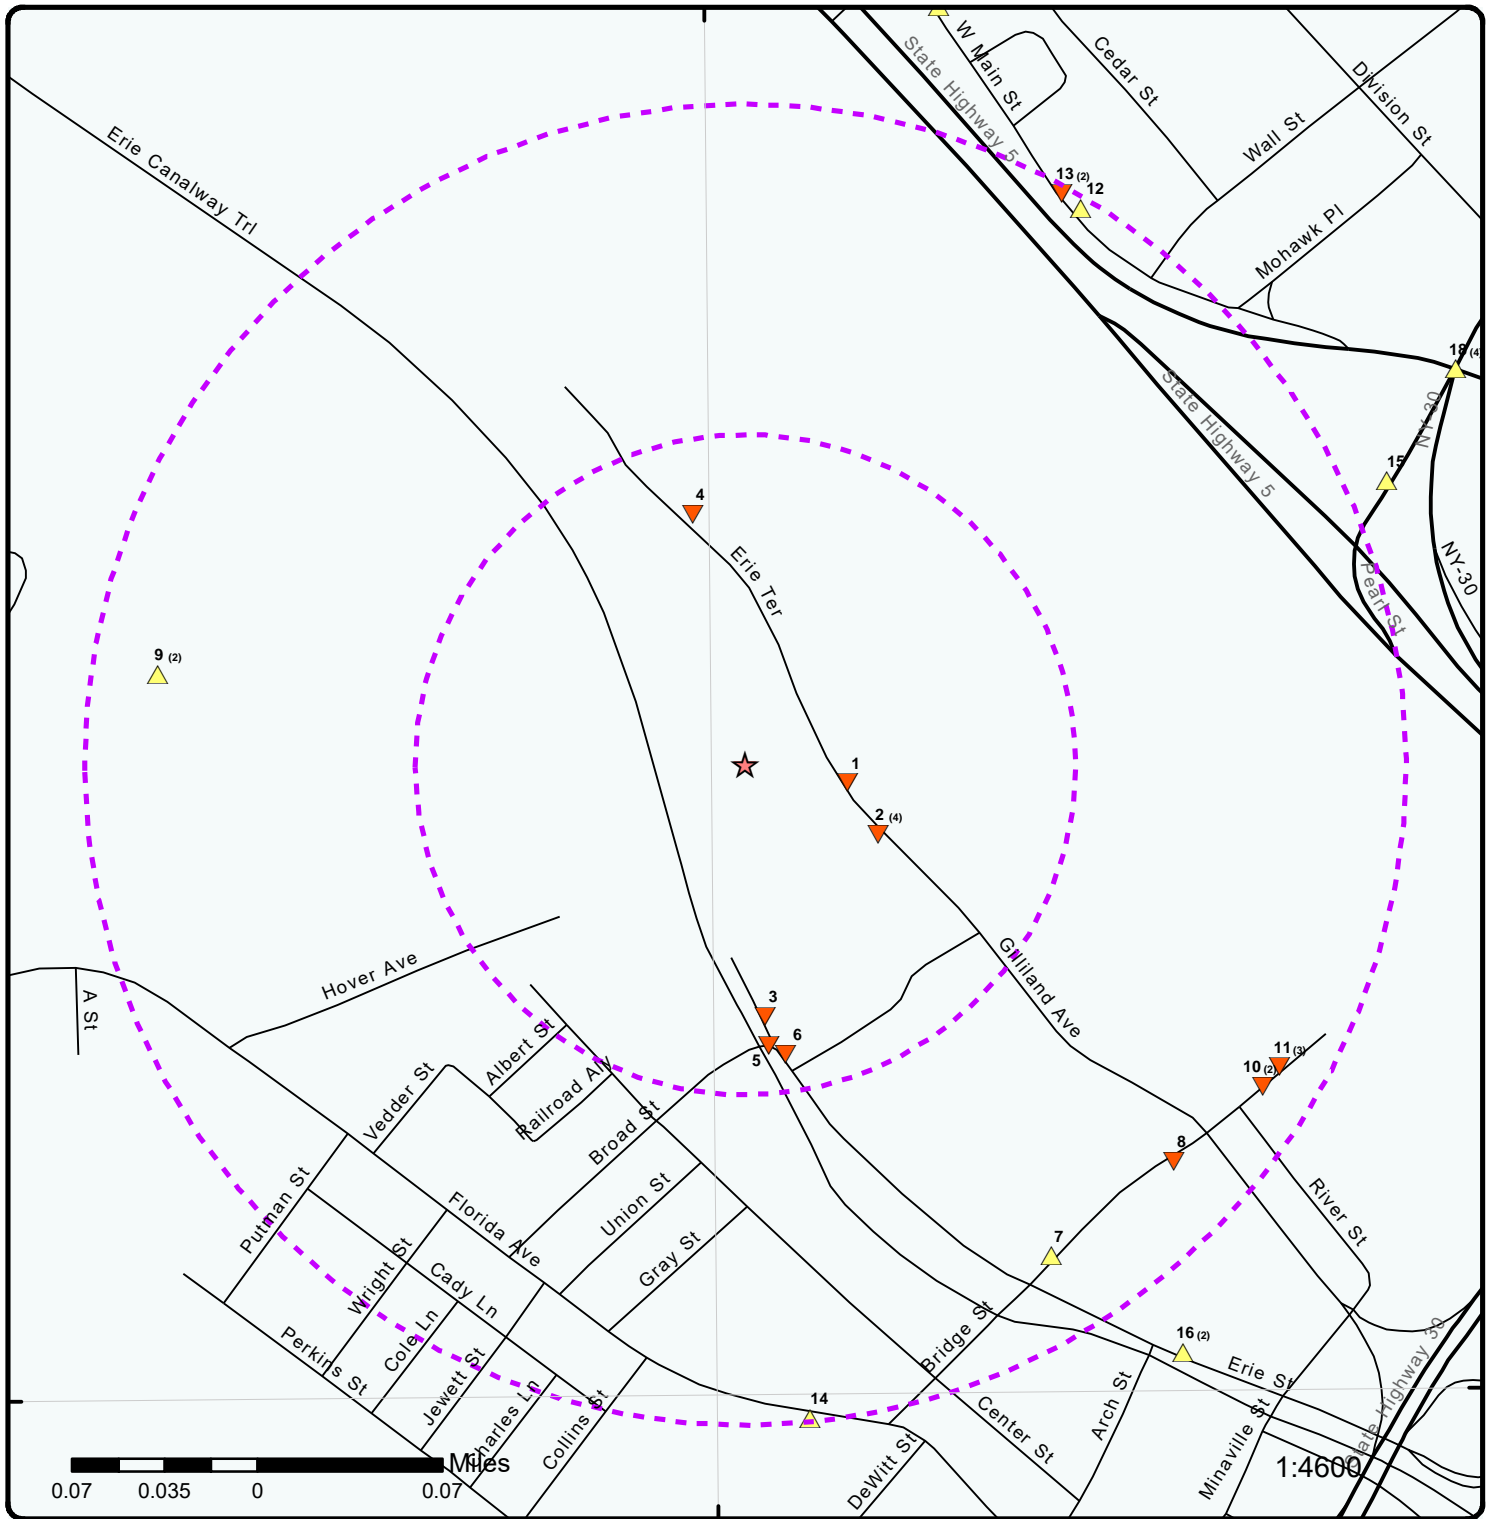 W Main St
Cedar St
Division St
State Highway 5
Wall St
Erie Canalway Trl
13 (2)
12
Mohawk Pl
18 (4
State Highway 5
NY-30
15
4
Erie Ter
NY-30
Pearl St
9 (2)
1
2 (4)
Gilliland Ave
Hover Ave
A St
3
6
5
Albert St
Railroad Aly
11 (3)
10 (2)
Vedder St
Broad St
8
Putman St
Florida Ave
Union St
River St
Wright St
Cady Ln
Gray St
7
Perkins St
Cole Ln
Jewett St
Bridge St
16 (2)
Erie St
State Highway 30
Charles Ln
Collins St
14
Center St
Arch St
Minaville St
DeWitt St
Miles
1:4600
0.07 0.035 0 0.07